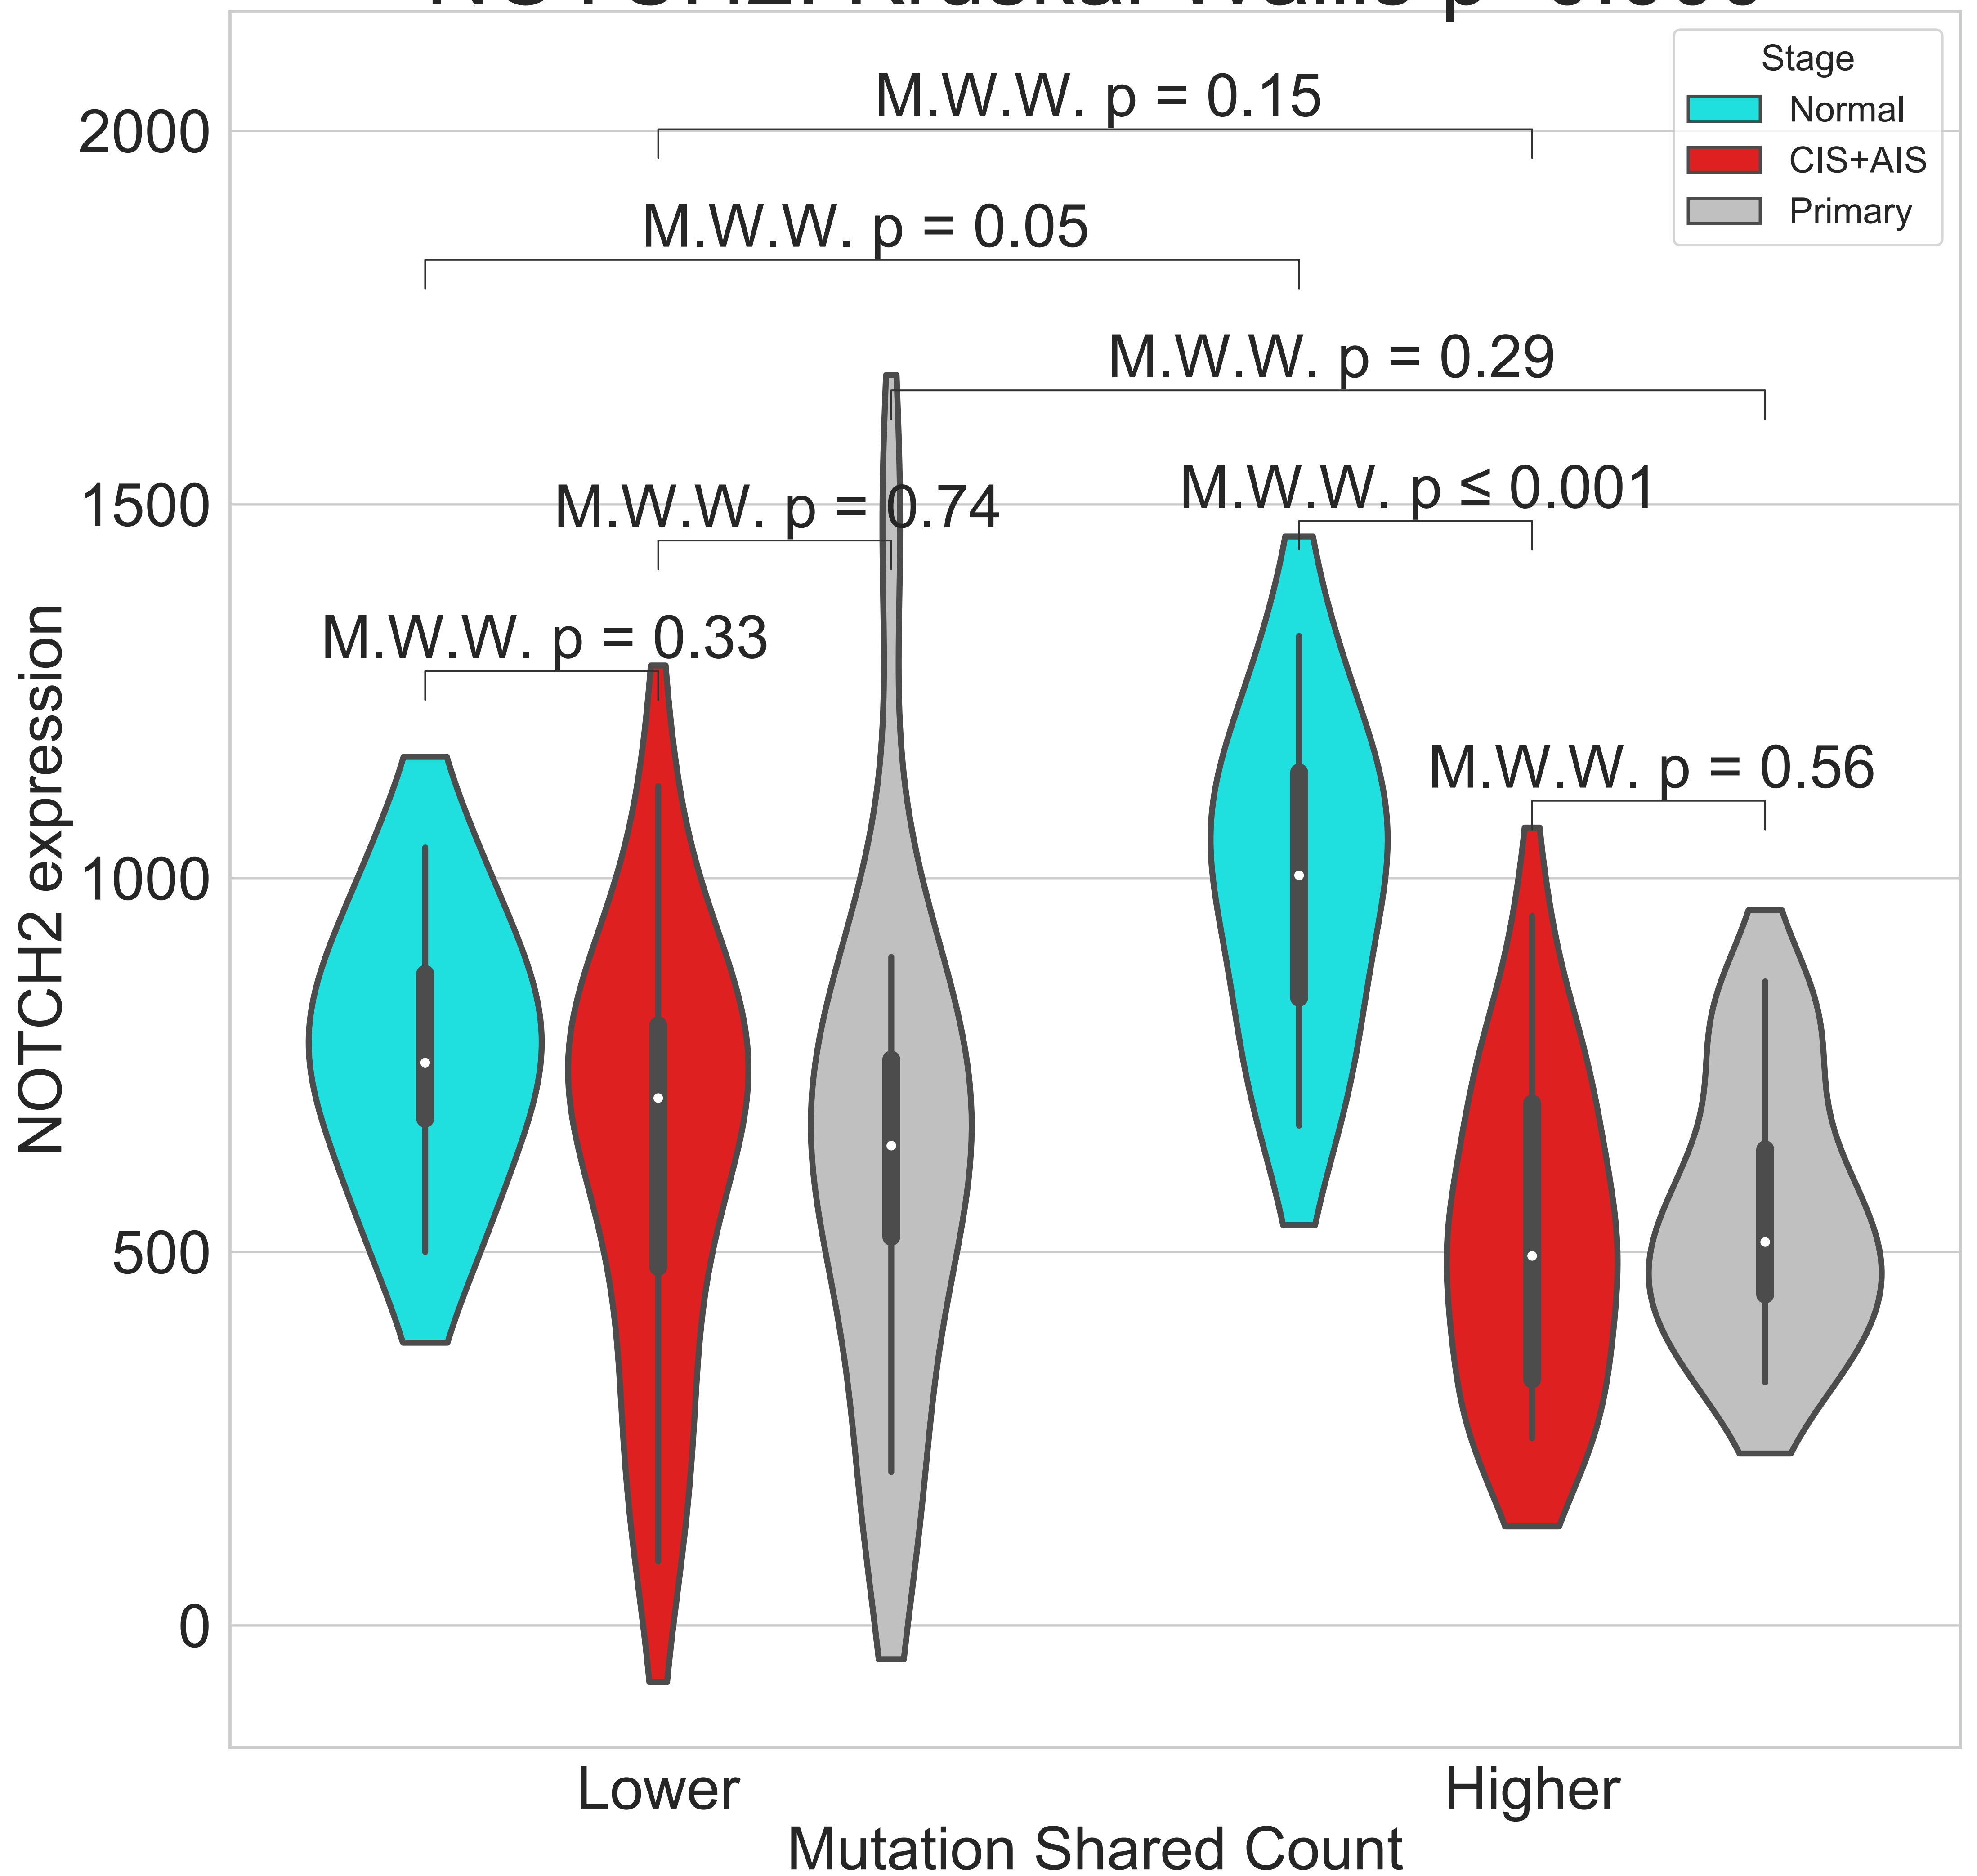 Stage
Normal
CIS+AIS
Primary
M.W.W. p = 0.15
M.W.W. p = 0.05
M.W.W. p = 0.29
M.W.W. p = 0.74
M.W.W. p ≤ 0.001
M.W.W. p = 0.33
M.W.W. p = 0.56
2000
1500
1000
500
0
NOTCH2 expression
Lower
Higher
Mutation Shared Count